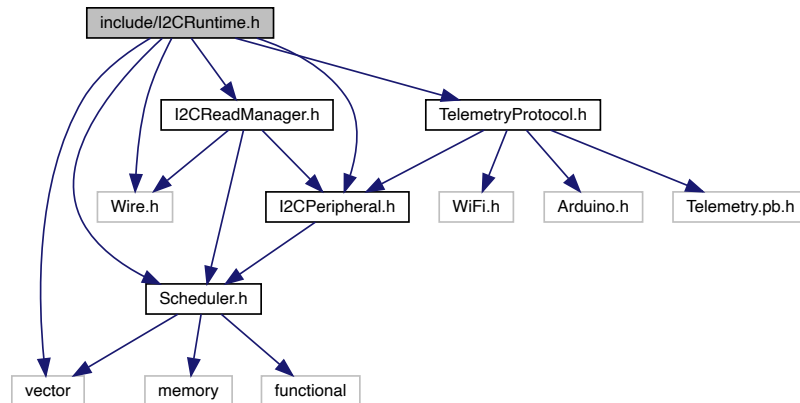 include/I2CRuntime.h
I2CReadManager.h
TelemetryProtocol.h
Wire.h
I2CPeripheral.h
WiFi.h
Arduino.h
Telemetry.pb.h
Scheduler.h
vector
memory
functional